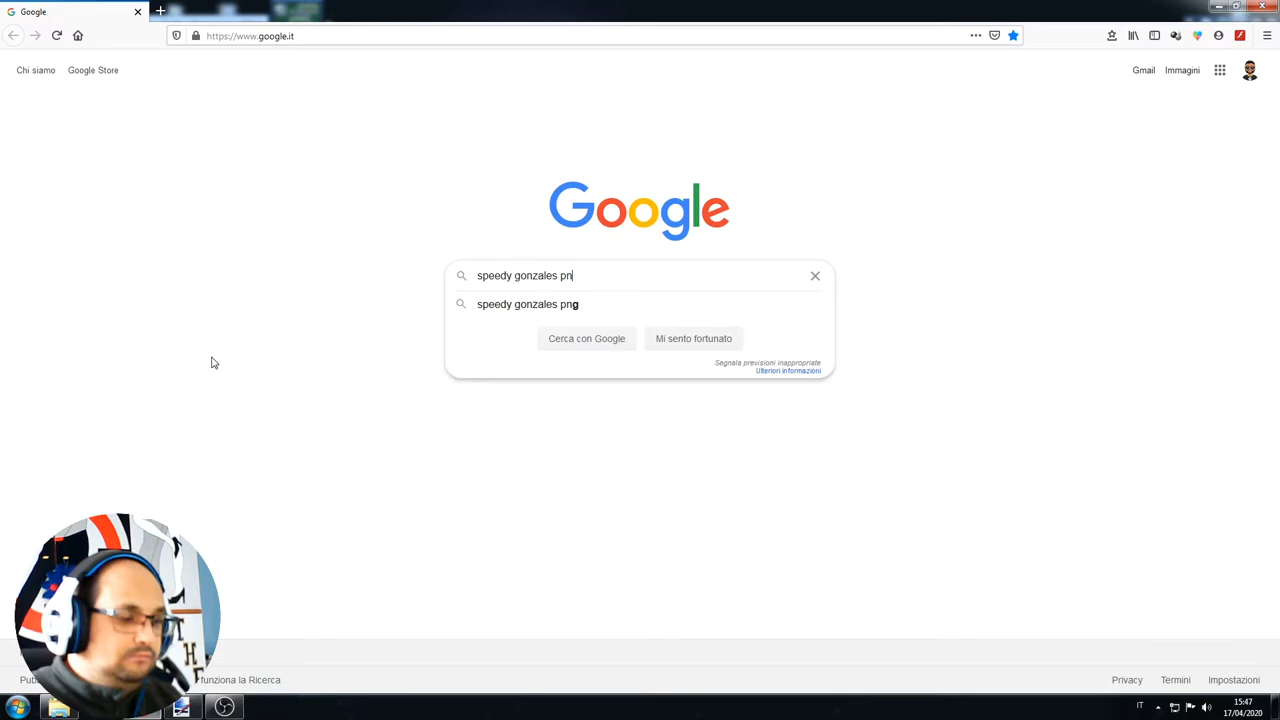 Google
https://www.google.it
Chi siamo
Google Store
Gmail
Immagini
Google
speedy gonzales pn
speedy gonzales png
Cerca con Google
Mi sento fortunato
Segnala previsioni inappropriate
Ulteriori informazioni
T
H
F
funziona la Ricerca
Privacy
Termini
Impostazioni
IT
15:47
17/04/2020